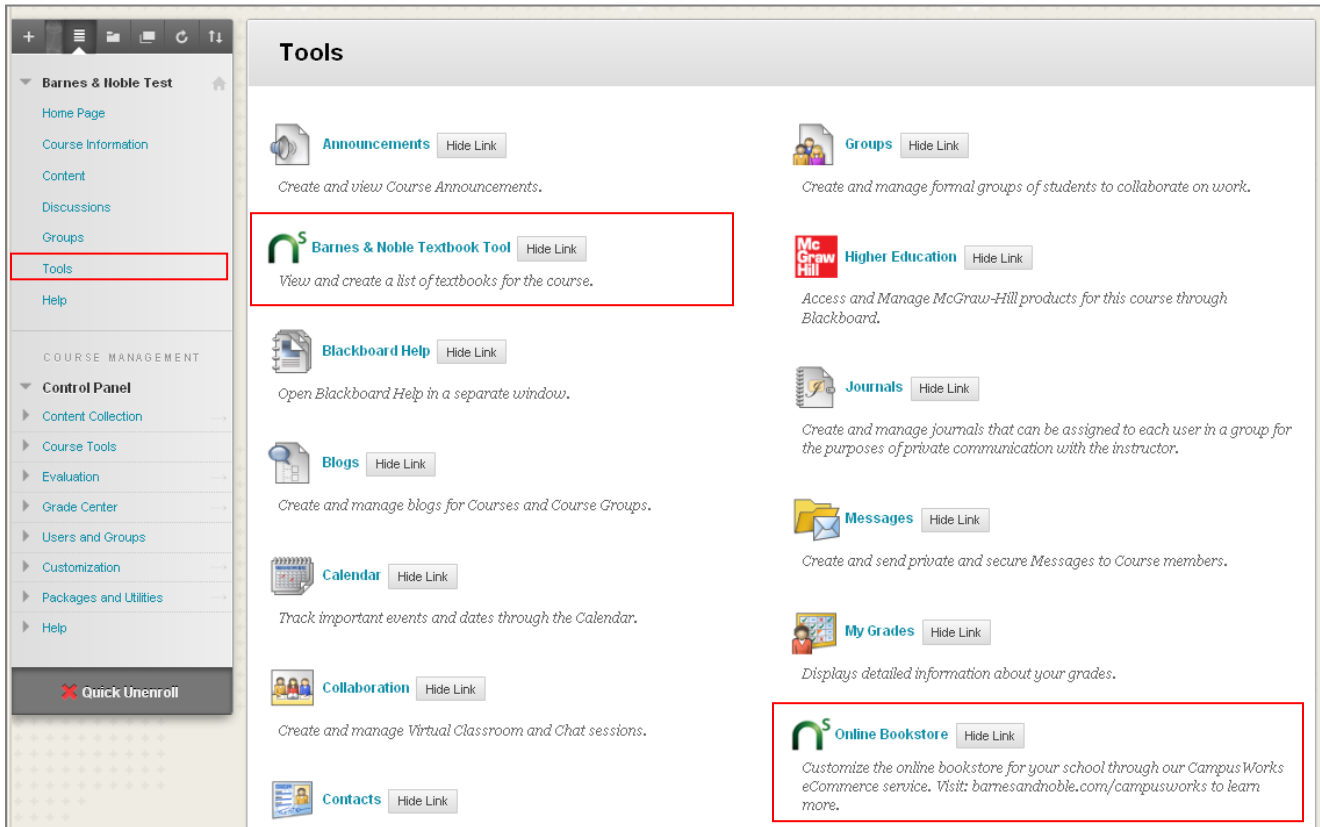 Barnes & Noble Test
Home Page
Course Information
Content
Discussions
Groups
Tools
Help
COURSE MANAGEMENT
Control Panel
Content Collection
Course Tools
Evaluation
Grade Center
Users and Groups
Customization
Packages and Utilities
Help
Quick Unenroll
Tools
Announcements Hide Link
Create and view Course Announcements.
nS Barnes & Noble Textbook Tool Hide Link
View and create a list of textbooks for the course.
Blackboard Help Hide Link
Open Blackboard Help in a separate window.
Blogs Hide Link
Create and manage blogs for Courses and Course Groups.
Calendar Hide Link
Track important events and dates through the Calendar.
Collaboration Hide Link
Create and manage Virtual Classroom and Chat sessions.
Contacts Hide Link
Groups Hide Link
Create and manage formal groups of students to collaborate on work.
Mc
Graw
Hill
Higher Education Hide Link
Access and Manage McGraw-Hill products for this course through
Blackboard.
Journals Hide Link
Create and manage journals that can be assigned to each user in a group for
the purposes of private communication with the instructor.
Messages Hide Link
Create and send private and secure Messages to Course members.
My Grades Hide Link
Displays detailed information about your grades.
nS Online Bookstore Hide Link
Customize the online bookstore for your school through our CampusWorks
eCommerce service. Visit: barnesandnoble.com/campusworks to learn
more.